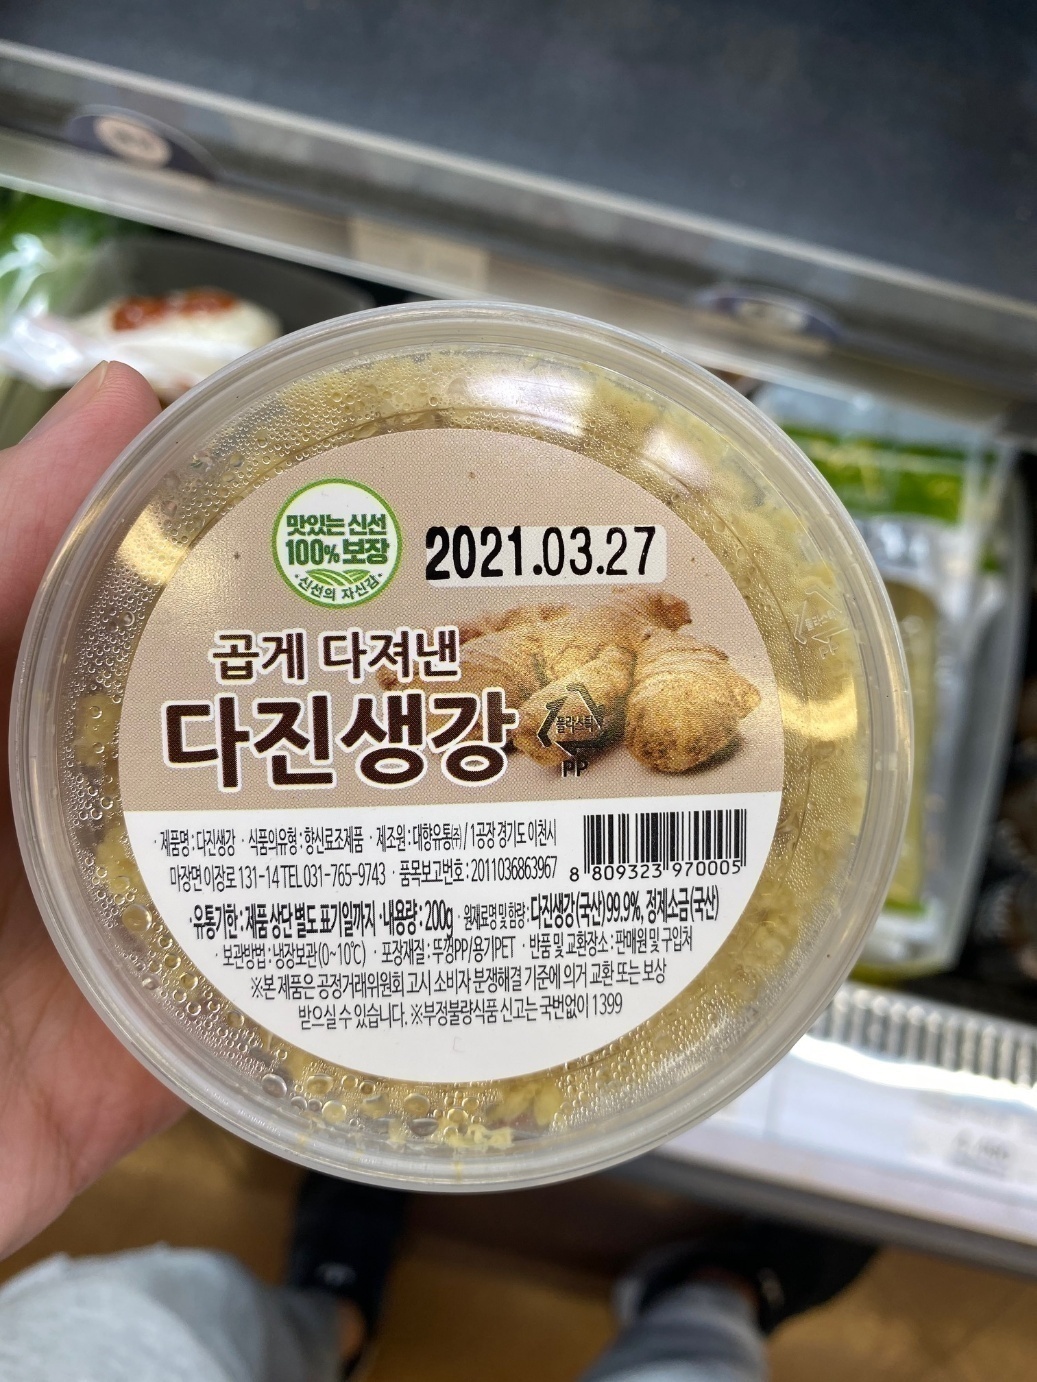 맛있는 신선
100% 보장
·신선의 자신감·
2021.03.27
곱게 다져낸
다진생강
플라스틱
PP
· 제품명 : 다진생강 · 식품의유형 : 향신료조제품 · 제조원 : 대향유통㈜ / 1공장 경기도 이천시
마장면 이장로 131-14 TEL 031-765-9743 · 품목보고번호 : 2011036863967
8 809323 970005
·유통기한 : 제품 상단 별도 표기일까지 ·내용량 : 200g · 원재료명 및 함량 : 다진생강(국산)99.9%, 정제소금(국산)
· 보관방법 : 냉장보관(0~10℃) · 포장재질 : 뚜껑PP/용기PET · 반품 및 교환장소 : 판매원 및 구입처
※본 제품은 공정거래위원회 고시 소비자 분쟁해결 기준에 의거 교환 또는 보상
받으실 수 있습니다. ※부정불량식품 신고는 국번없이 1399